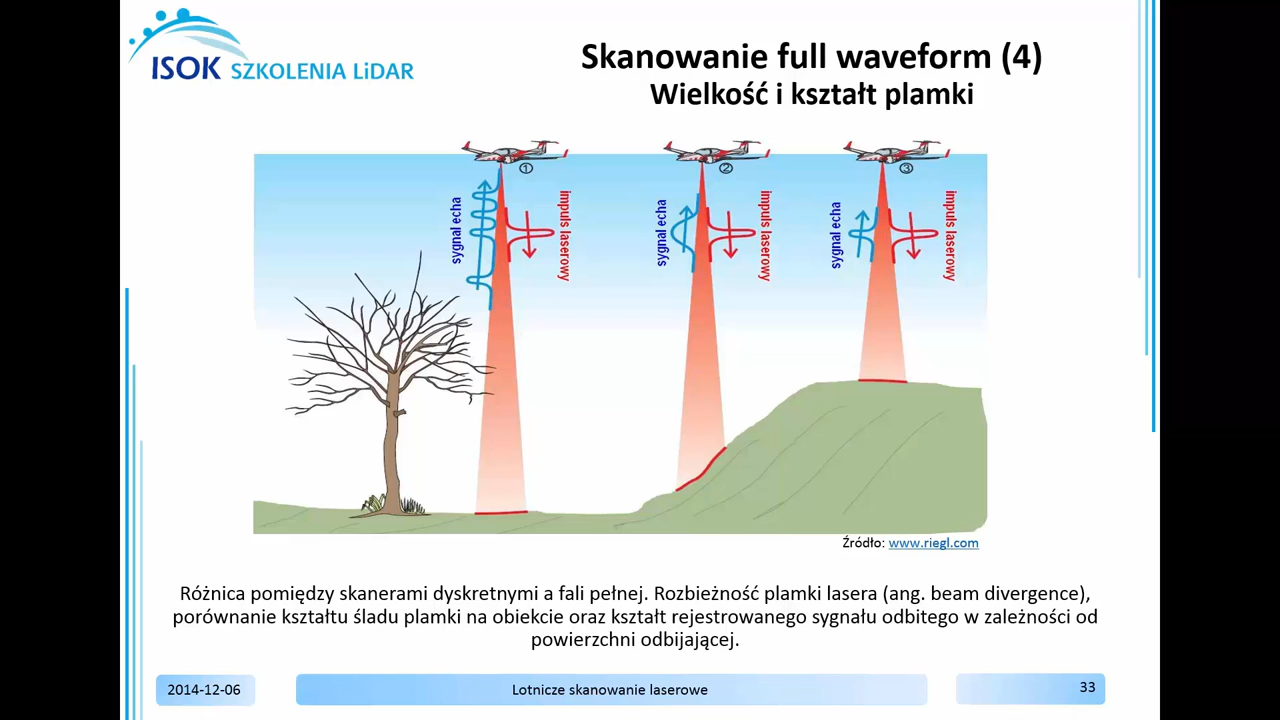 ISOK SZKOLENIA LiDAR
Skanowanie full waveform (4)
Wielkość i kształt plamki
①
②
③
sygnał echa
impuls laserowy
sygnał echa
impuls laserowy
sygnał echa
impuls laserowy
Źródło: www.riegl.com
Różnica pomiędzy skanerami dyskretnymi a fali pełnej. Rozbieżność plamki lasera (ang. beam divergence),
porównanie kształtu śladu plamki na obiekcie oraz kształt rejestrowanego sygnału odbitego w zależności od
powierzchni odbijającej.
2014-12-06
Lotnicze skanowanie laserowe
33